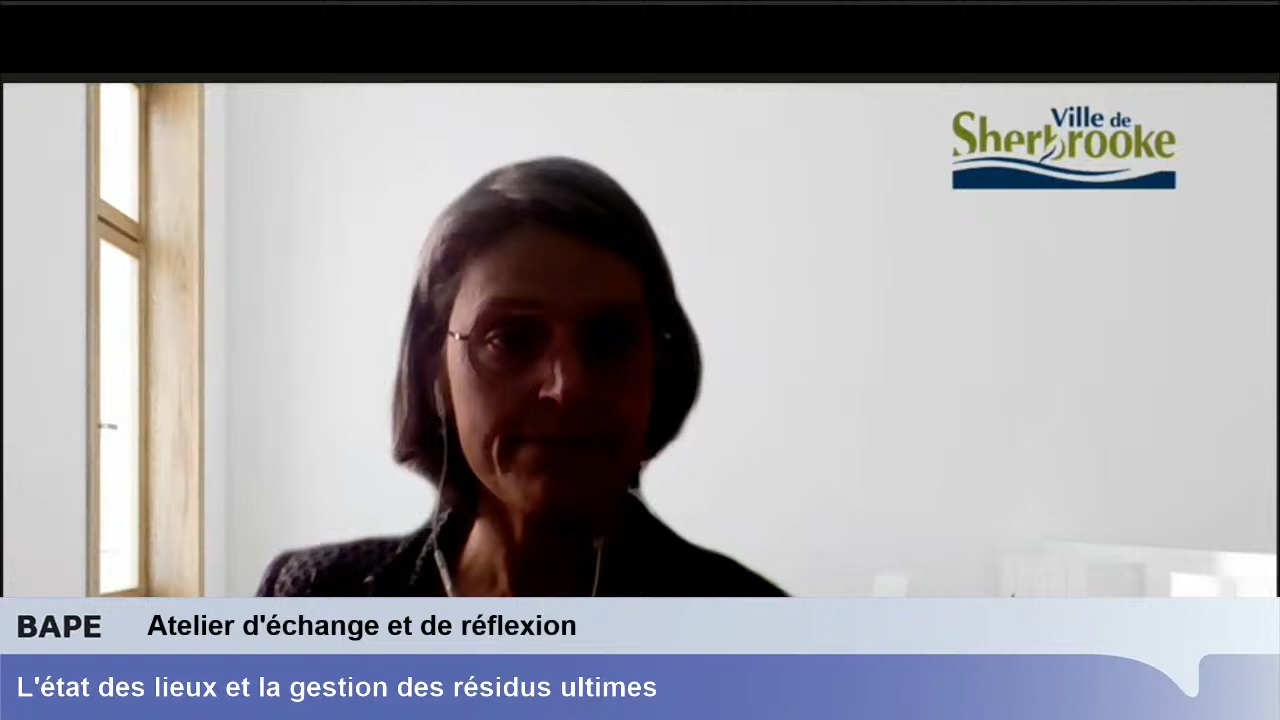 Ville de
Sherbrooke
BAPE Atelier d'échange et de réflexion
L'état des lieux et la gestion des résidus ultimes